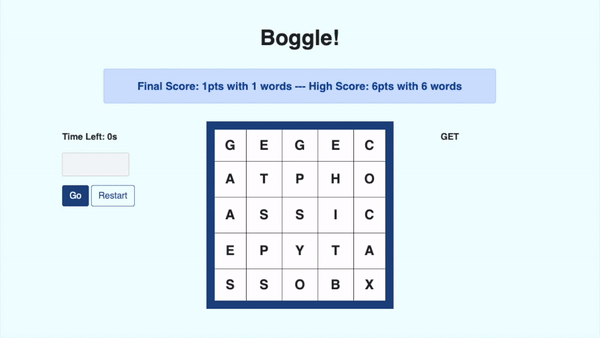 Boggle!
Final Score: 1pts with 1 words --- High Score: 6pts with 6 words
Time Left: 0s
Go Restart
G E G E C
A T P H O
A S S I C
E P Y T A
S S O B X
GET